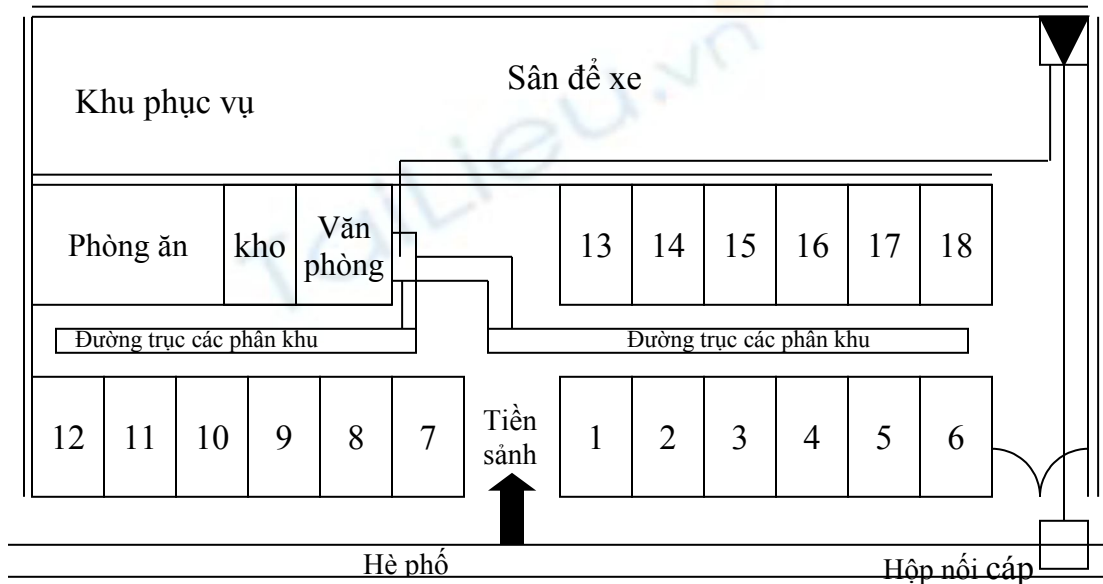 Sân để xe
Khu phục vụ
TaiLieu.vn
Phòng ăn
kho
Văn
phòng
13 14 15 16 17 18
Đường trục các phân khu
Đường trục các phân khu
12 11 10 9 8 7
Tiền
sảnh
1 2 3 4 5 6
Hè phố
Hộp nối cáp